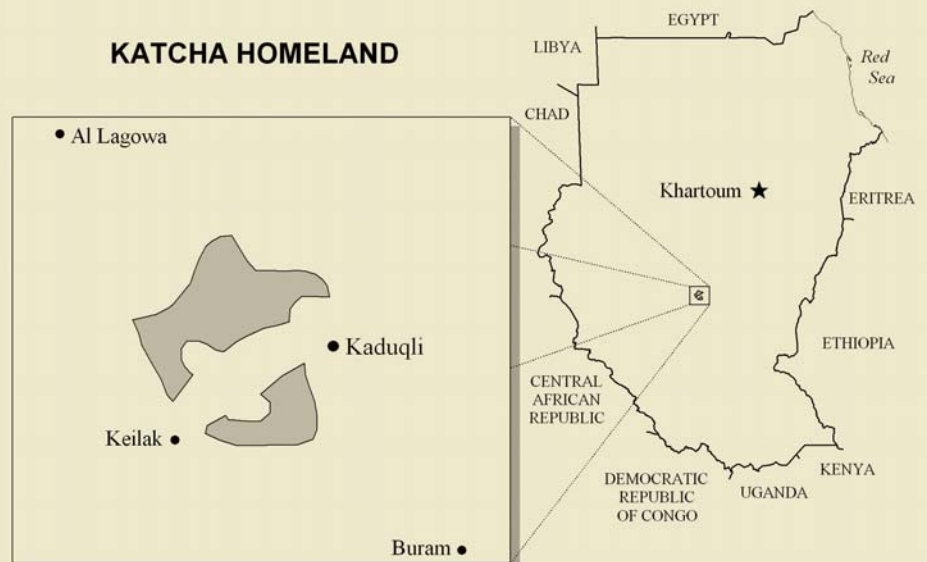 KATCHA HOMELAND
Al Lagowa
Kaduqli
Keilak
Buram
EGYPT
LIBYA
Red
Sea
CHAD
Khartoum
ERITREA
ETHIOPIA
CENTRAL
AFRICAN
REPUBLIC
KENYA
DEMOCRATIC
REPUBLIC
OF CONGO
UGANDA